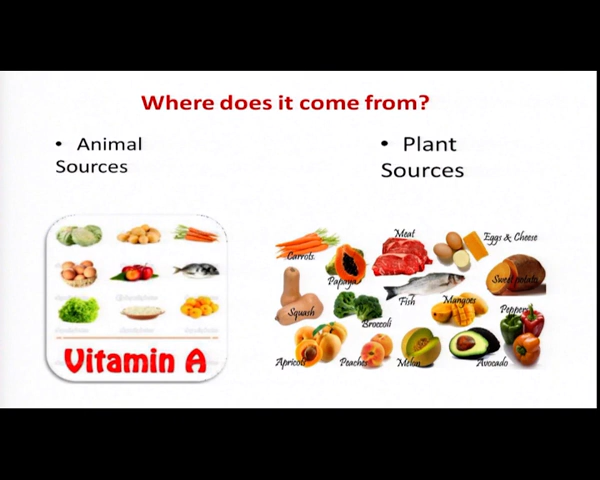 Where does it come from?
• Animal
Sources
• Plant
Sources
Vitamin A
Meat
Eggs & Cheese
Carrots
Papaya
Sweet potato
Fish
Mangoes
Squash
Broccoli
Peppers
Apricots
Peaches
Melon
Avocado